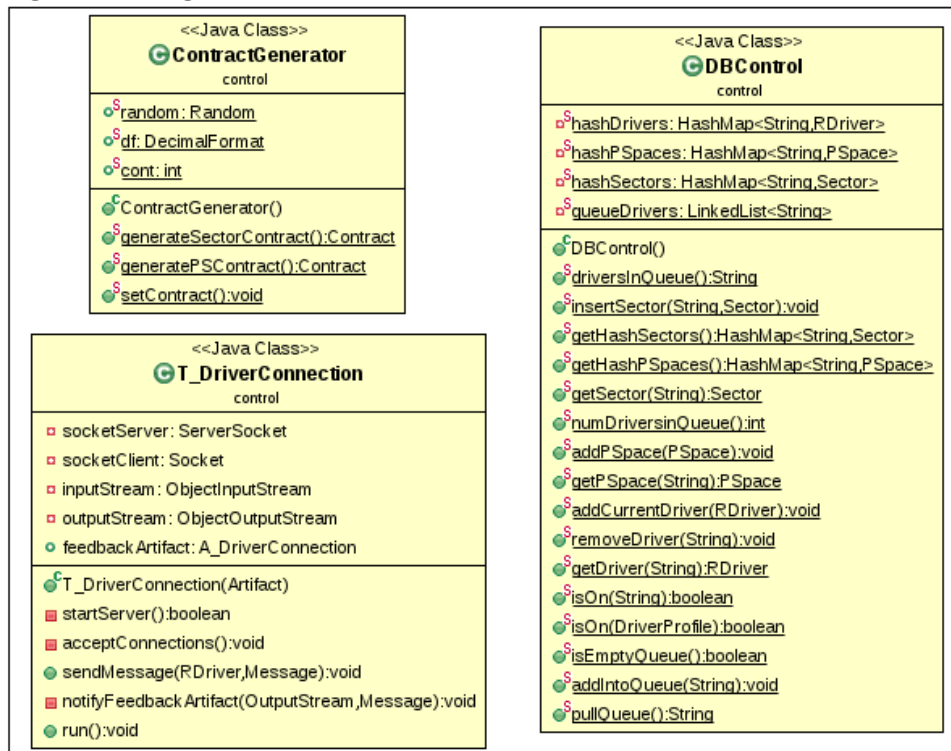 <<Java Class>>
ContractGenerator
control
random: Random
df: DecimalFormat
cont: int
ContractGenerator()
generateSectorContract():Contract
generatePSContract():Contract
setContract():void
<<Java Class>>
T_DriverConnection
control
socketServer: ServerSocket
socketClient: Socket
inputStream: ObjectInputStream
outputStream: ObjectOutputStream
feedbackArtifact: A_DriverConnection
T_DriverConnection(Artifact)
startServer():boolean
acceptConnections():void
sendMessage(RDriver,Message):void
notifyFeedbackArtifact(OutputStream,Message):void
run():void
<<Java Class>>
DBControl
control
hashDrivers: HashMap<String,RDriver>
hashPSpaces: HashMap<String,PSpace>
hashSectors: HashMap<String,Sector>
queueDrivers: LinkedList<String>
DBControl()
driversInQueue():String
insertSector(String,Sector):void
getHashSectors():HashMap<String,Sector>
getHashPSpaces():HashMap<String,PSpace>
getSector(String):Sector
numDriversinQueue():int
addPSpace(PSpace):void
getPSpace(String):PSpace
addCurrentDriver(RDriver):void
removeDriver(String):void
getDriver(String):RDriver
isOn(String):boolean
isOn(DriverProfile):boolean
isEmptyQueue():boolean
addIntoQueue(String):void
pullQueue():String